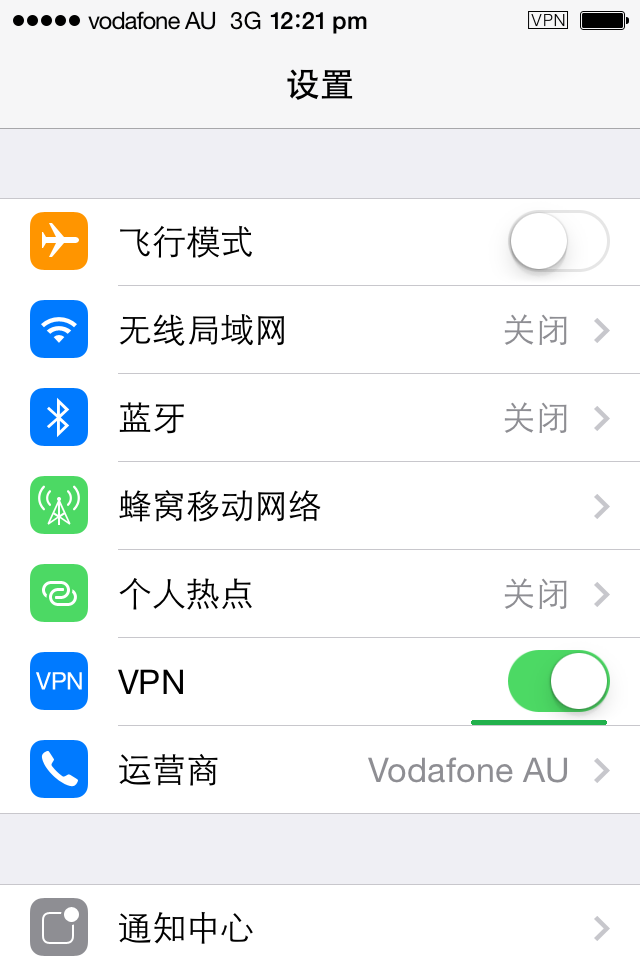 vodafone AU 3G 12:21 pm VPN
设置
飞行模式
无线局域网 关闭
蓝牙 关闭
蜂窝移动网络
个人热点 关闭
VPN VPN
运营商 Vodafone AU
通知中心